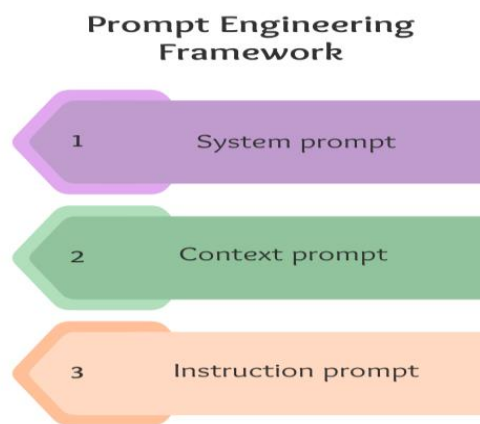 Prompt Engineering
Framework
1 System prompt
2 Context prompt
3 Instruction prompt